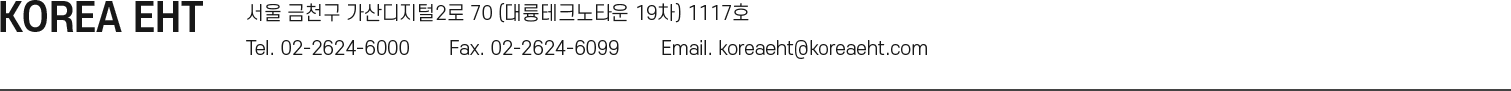 KOREA EHT
서울 금천구 가산디지털2로 70 (대륭테크노타운 19차) 1117호
Tel. 02-2624-6000 Fax. 02-2624-6099 Email. koreaeht@koreaeht.com